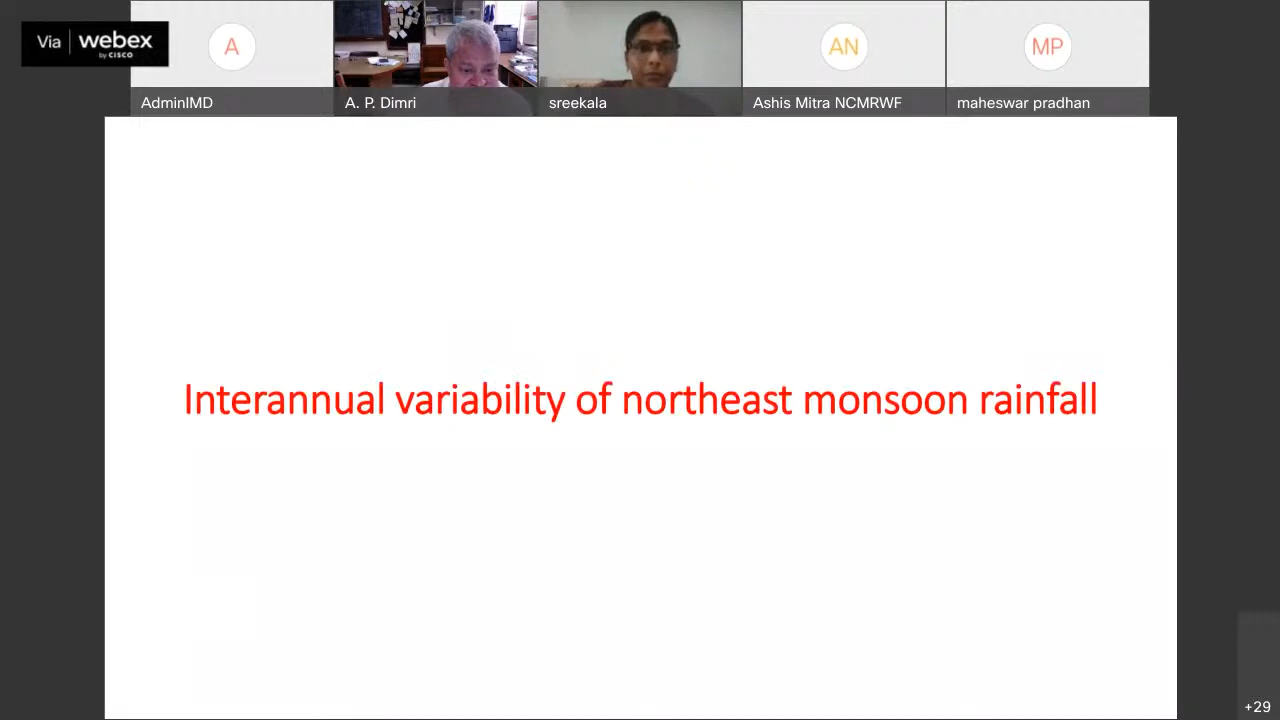 Via webex
by CISCO
A
AN
MP
AdminIMD
A. P. Dimri
sreekala
Ashis Mitra NCMRWF
maheswar pradhan
Interannual variability of northeast monsoon rainfall
+29